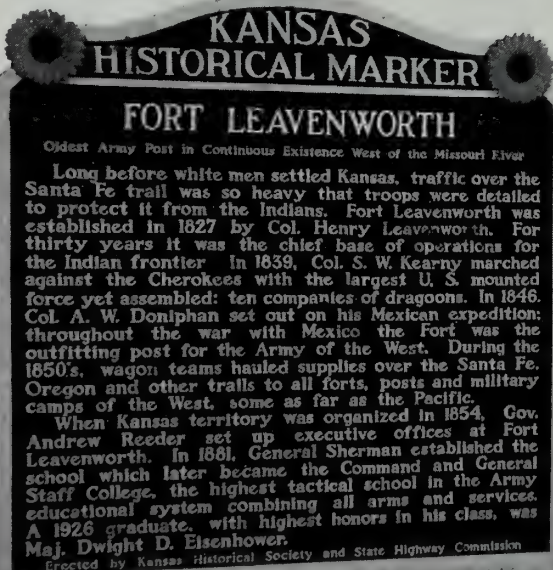 KANSAS
HISTORICAL MARKER
FORT LEAVENWORTH
Oldest Army Post in Continuous Existence West of the Missouri River
Long before white men settled Kansas, traffic over the
Santa Fe trail was so heavy that troops were detailed
to protect it from the Indians. Fort Leavenworth was
established in 1827 by Col. Henry Leavenworth. For
thirty years it was the chief base of operations for
the Indian frontier. In 1839, Col. S. W. Kearny marched
against the Cherokees with the largest U. S. mounted
force yet assembled: ten companies of dragoons. In 1846,
Col. A. W. Doniphan set out on his Mexican expedition;
throughout the war with Mexico the Fort was the
outfitting post for the Army of the West. During the
1850's, wagon teams hauled supplies over the Santa Fe,
Oregon and other trails to all forts, posts and military
camps of the West, some as far as the Pacific.
When Kansas territory was organized in 1854, Gov.
Andrew Reeder set up executive offices at Fort
Leavenworth. In 1881, General Sherman established the
school which later became the Command and General
Staff College, the highest tactical school in the Army
educational system combining all arms and services.
A 1926 graduate, with highest honors in his class, was
Maj. Dwight D. Eisenhower.
Erected by Kansas Historical Society and State Highway Commission